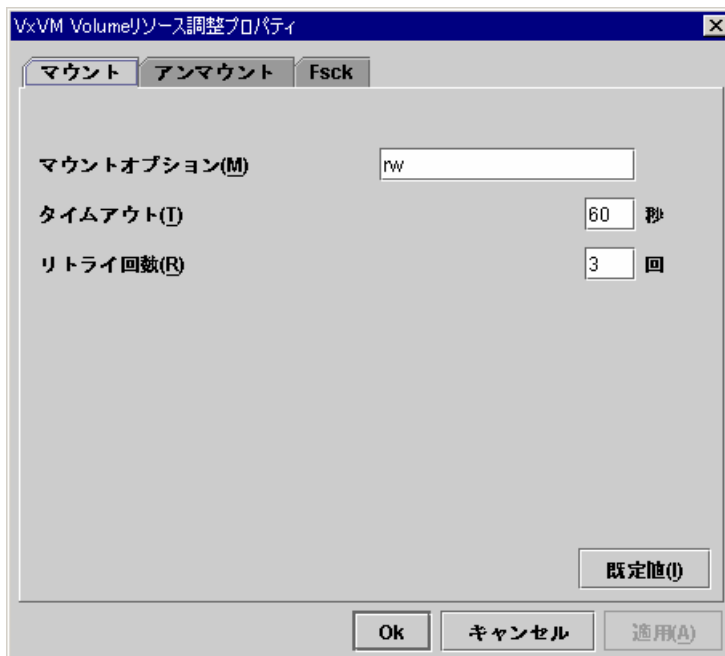 VxVM Volumeリソース調整プロパティ
マウント アンマウント Fsck
マウントオプション(M) rw
タイムアウト(T) 60 秒
リトライ回数(R) 3 回
既定値(I)
Ok キャンセル 適用(A)